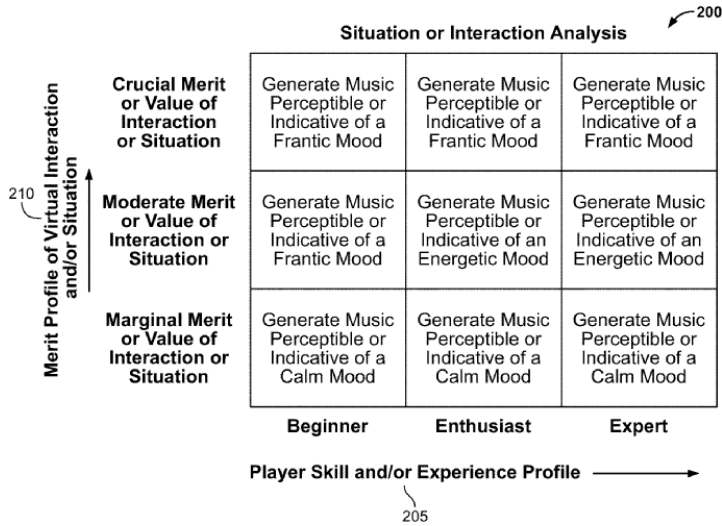 200
Situation or Interaction Analysis
Crucial Merit
or Value of
Interaction
or Situation
Generate Music
Perceptible or
Indicative of a
Frantic Mood
Generate Music
Perceptible or
Indicative of a
Frantic Mood
Generate Music
Perceptible or
Indicative of a
Frantic Mood
210
Merit Profile of Virtual Interaction
and/or Situation
Moderate Merit
or Value of
Interaction or
Situation
Generate Music
Perceptible or
Indicative of a
Frantic Mood
Generate Music
Perceptible or
Indicative of an
Energetic Mood
Generate Music
Perceptible or
Indicative of an
Energetic Mood
Marginal Merit
or Value of
Interaction or
Situation
Generate Music
Perceptible or
Indicative of a
Calm Mood
Generate Music
Perceptible or
Indicative of a
Calm Mood
Generate Music
Perceptible or
Indicative of a
Calm Mood
Beginner
Enthusiast
Expert
Player Skill and/or Experience Profile
205